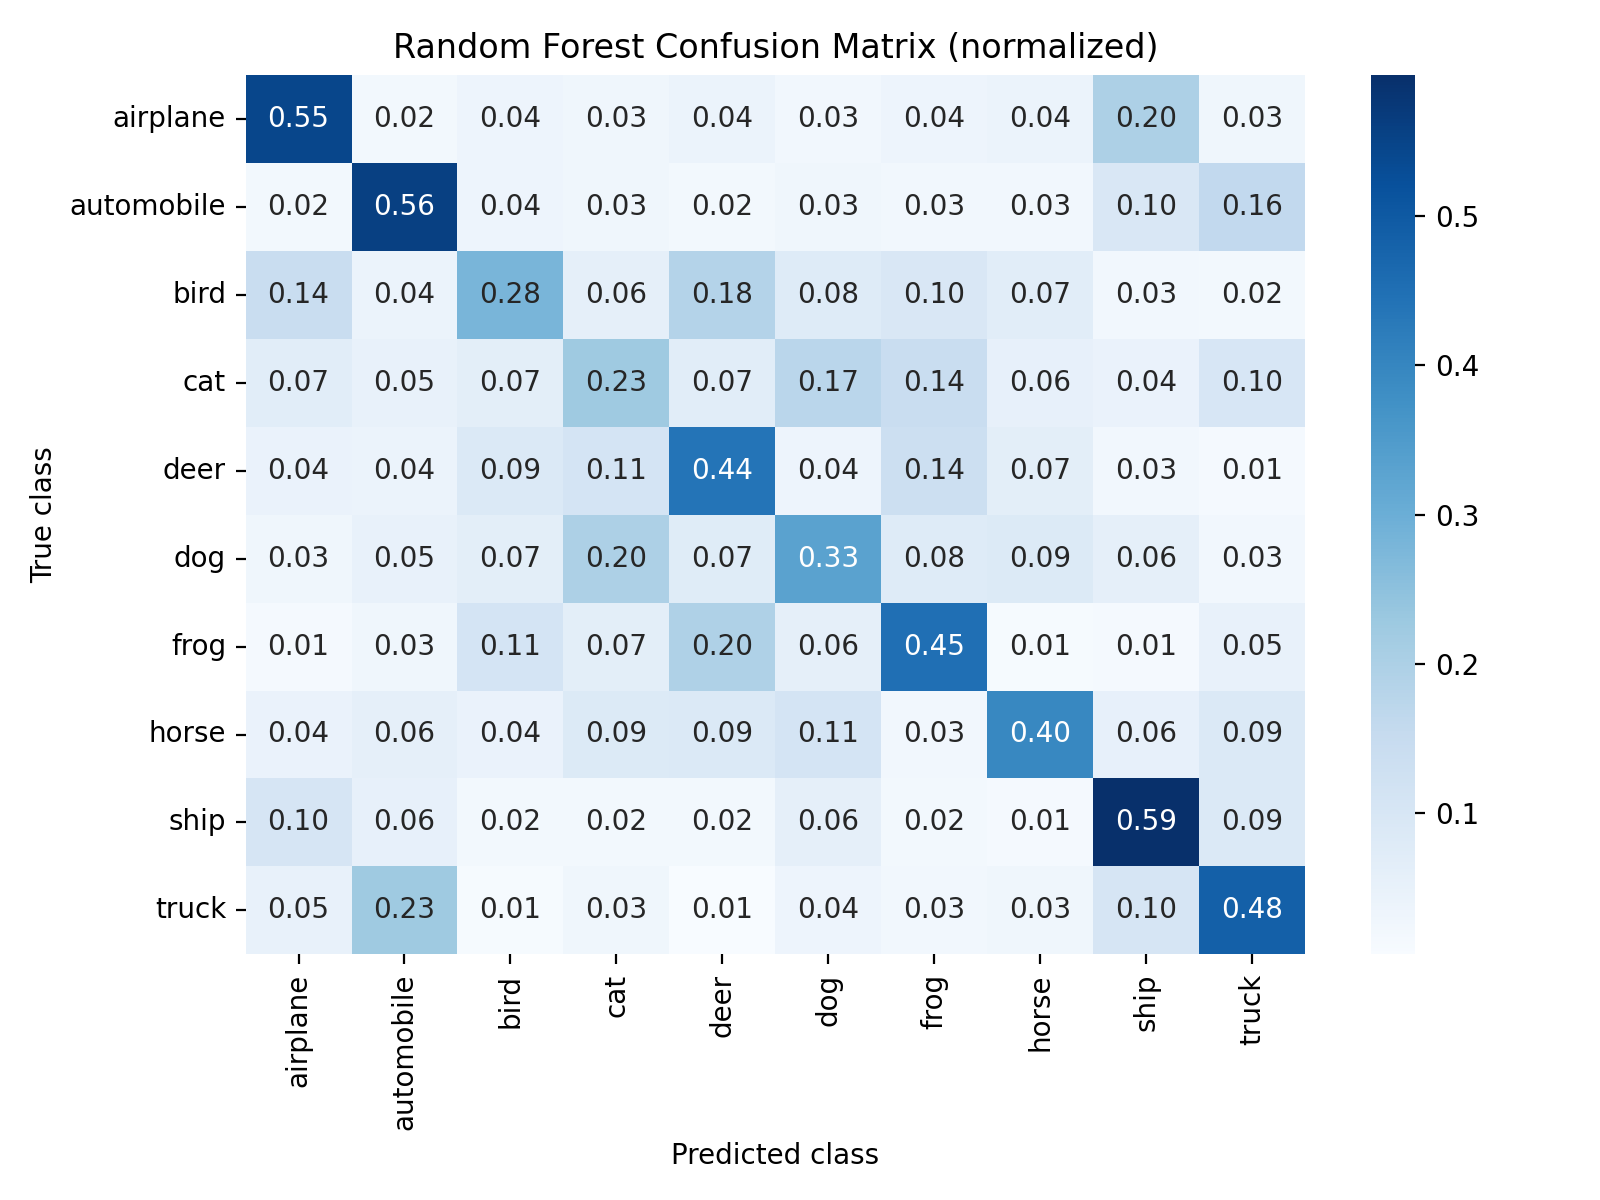 Random Forest Confusion Matrix (normalized)
airplane 0.55 0.02 0.04 0.03 0.04 0.03 0.04 0.04 0.20 0.03
automobile 0.02 0.56 0.04 0.03 0.02 0.03 0.03 0.03 0.10 0.16
bird 0.14 0.04 0.28 0.06 0.18 0.08 0.10 0.07 0.03 0.02
cat 0.07 0.05 0.07 0.23 0.07 0.17 0.14 0.06 0.04 0.10
deer 0.04 0.04 0.09 0.11 0.44 0.04 0.14 0.07 0.03 0.01
dog 0.03 0.05 0.07 0.20 0.07 0.33 0.08 0.09 0.06 0.03
frog 0.01 0.03 0.11 0.07 0.20 0.06 0.45 0.01 0.01 0.05
horse 0.04 0.06 0.04 0.09 0.09 0.11 0.03 0.40 0.06 0.09
ship 0.10 0.06 0.02 0.02 0.02 0.06 0.02 0.01 0.59 0.09
truck 0.05 0.23 0.01 0.03 0.01 0.04 0.03 0.03 0.10 0.48
True class
airplane automobile bird cat deer dog frog horse ship truck
Predicted class
0.5
0.4
0.3
0.2
0.1